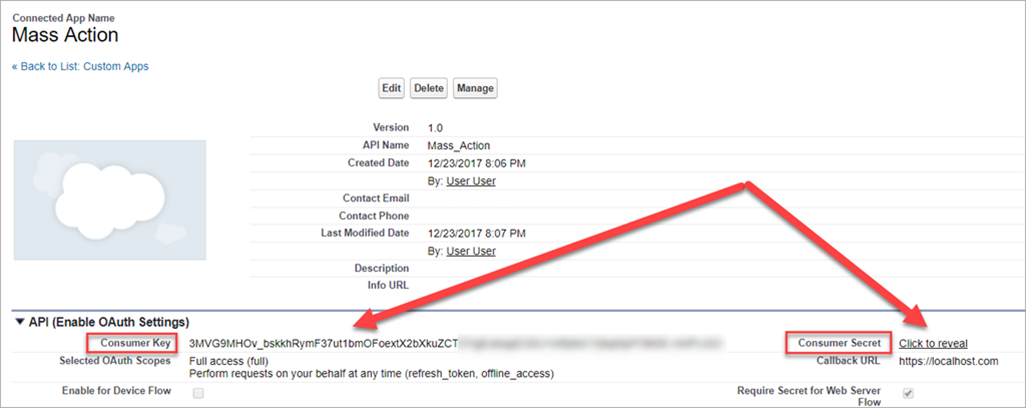 Connected App Name
Mass Action
« Back to List: Custom Apps
Edit Delete Manage
Version 1.0
API Name Mass_Action
Created Date 12/23/2017 8:06 PM
By: User User
Contact Email
Contact Phone
Last Modified Date 12/23/2017 8:07 PM
By: User User
Description
Info URL
API (Enable OAuth Settings)
Consumer Key 3MVG9MHOv_bskkhRymF37ut1bmOFoextX2bXkuZCT Consumer Secret Click to reveal
Selected OAuth Scopes Full access (full) Callback URL https://localhost.com
Perform requests on your behalf at any time (refresh_token, offline_access)
Enable for Device Flow Require Secret for Web Server
Flow